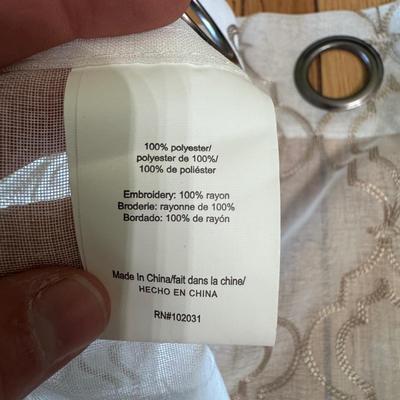 100% polyester/
polyester de 100%/
100% de poliéster
Embroidery: 100% rayon
Broderie: rayonne de 100%
Bordado: 100% de rayón
Made In China/fait dans la chine/
HECHO EN CHINA
RN#102031